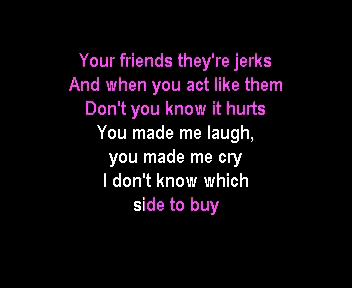 Your friends they're jerks
And when you act like them
Don't you know it hurts
You made me laugh,
you made me cry
I don't know which
side to buy